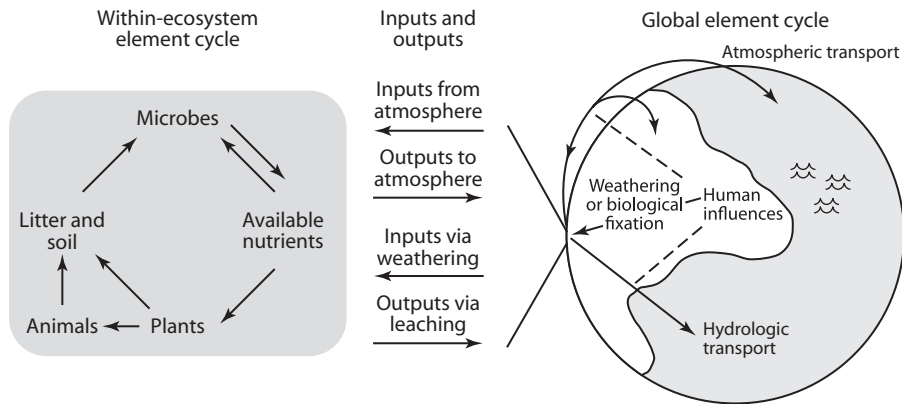 Within-ecosystem
element cycle
Inputs and
outputs
Global element cycle
Atmospheric transport
Microbes
Litter and
soil
Available
nutrients
Animals
Plants
Inputs from
atmosphere
Outputs to
atmosphere
Inputs via
weathering
Outputs via
leaching
Weathering
or biological
fixation
Human
influences
Hydrologic
transport